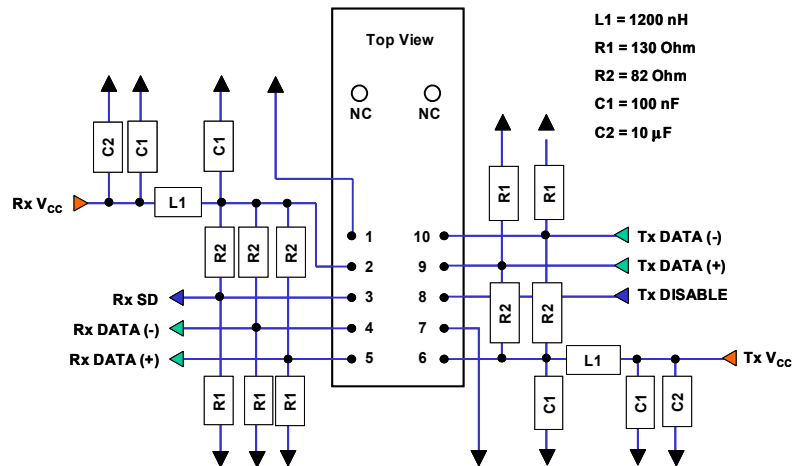 Top View
NC NC
L1 = 1200 nH
R1 = 130 Ohm
R2 = 82 Ohm
C1 = 100 nF
C2 = 10 µF
C2 C1 C1
Rx VCC L1
R2 R2 R2
Rx SD
Rx DATA (-)
Rx DATA (+)
R1 R1 R1
1 10
2 9
3 8
4 7
5 6
R1 R1
Tx DATA (-)
Tx DATA (+)
Tx DISABLE
R2 R2
L1 Tx VCC
C1 C1 C2